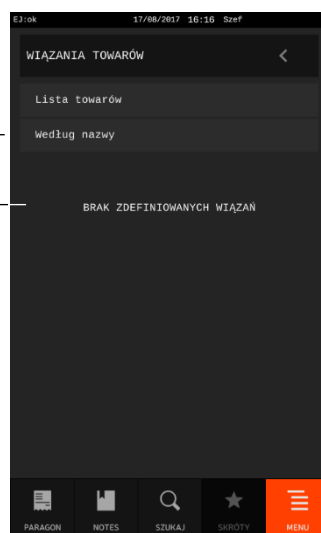 EJ:ok 17/08/2017 16:16 Szef
WIĄZANIA TOWARÓW
Lista towarów
Według nazwy
BRAK ZDEFINIOWANYCH WIĄZAŃ
PARAGON NOTES SZUKAJ SKRÓTY MENU